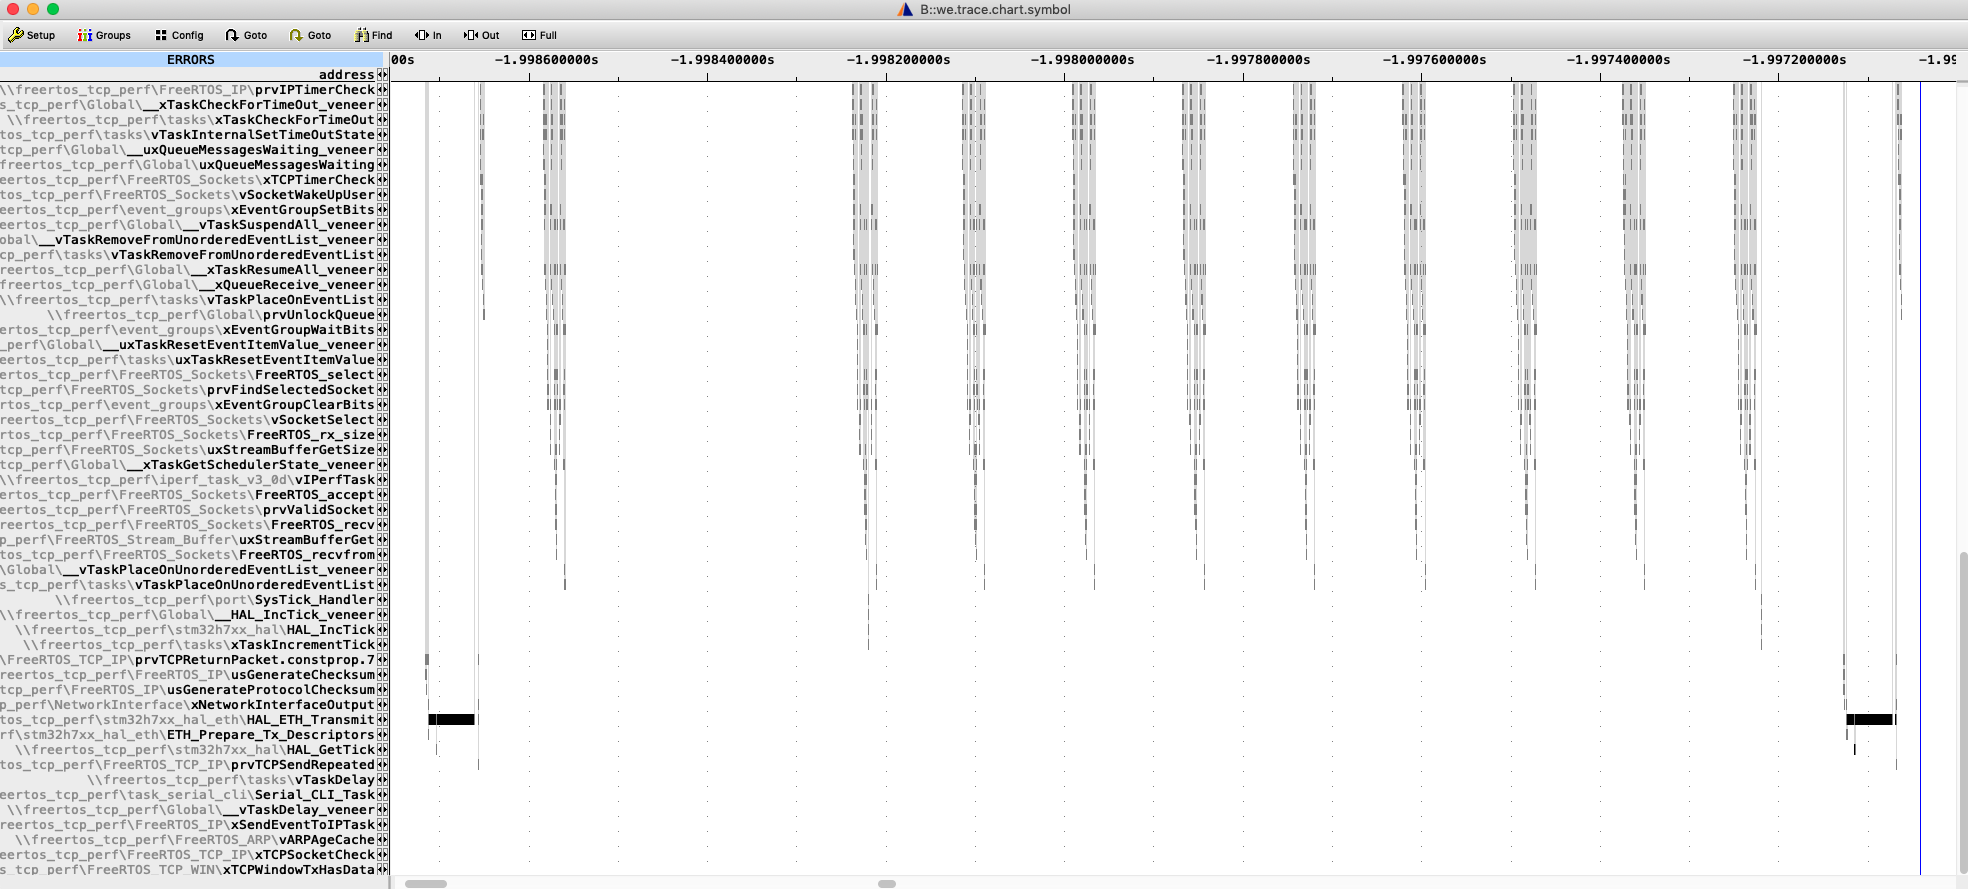 B::we.trace.chart.symbol
Setup Groups Config Goto Goto Find In Out Full
ERRORS 00s -1.998600000s -1.998400000s -1.998200000s -1.998000000s -1.997800000s -1.997600000s -1.997400000s -1.997200000s -1.99
address
\\freertos_tcp_perf\FreeRTOS_IP\prvIPTimerCheck
s_tcp_perf\Global\__xTaskCheckForTimeOut_veneer
\\freertos_tcp_perf\tasks\xTaskCheckForTimeOut
tos_tcp_perf\tasks\vTaskInternalSetTimeOutState
tcp_perf\Global\__uxQueueMessagesWaiting_veneer
freertos_tcp_perf\Global\uxQueueMessagesWaiting
eertos_tcp_perf\FreeRTOS_Sockets\xTCPTimerCheck
tos_tcp_perf\FreeRTOS_Sockets\vSocketWakeUpUser
eertos_tcp_perf\event_groups\xEventGroupSetBits
eertos_tcp_perf\Global\__vTaskSuspendAll_veneer
obal\__vTaskRemoveFromUnorderedEventList_veneer
cp_perf\tasks\vTaskRemoveFromUnorderedEventList
reertos_tcp_perf\Global\__xTaskResumeAll_veneer
freertos_tcp_perf\Global\__xQueueReceive_veneer
\\freertos_tcp_perf\tasks\vTaskPlaceOnEventList
\\freertos_tcp_perf\Global\prvUnlockQueue
ertos_tcp_perf\event_groups\xEventGroupWaitBits
_perf\Global\__uxTaskResetEventItemValue_veneer
eertos_tcp_perf\tasks\uxTaskResetEventItemValue
ertos_tcp_perf\FreeRTOS_Sockets\FreeRTOS_select
tcp_perf\FreeRTOS_Sockets\prvFindSelectedSocket
rtos_tcp_perf\event_groups\xEventGroupClearBits
reertos_tcp_perf\FreeRTOS_Sockets\vSocketSelect
rtos_tcp_perf\FreeRTOS_Sockets\FreeRTOS_rx_size
s_tcp_perf\FreeRTOS_Sockets\uxStreamBufferGetSize
tcp_perf\Global\__xTaskGetSchedulerState_veneer
\\freertos_tcp_perf\iperf_task_v3_0d\vIPerfTask
ertos_tcp_perf\FreeRTOS_Sockets\FreeRTOS_accept
rtos_tcp_perf\FreeRTOS_Sockets\prvValidSocket
reertos_tcp_perf\FreeRTOS_Sockets\FreeRTOS_recv
p_perf\FreeRTOS_Stream_Buffer\uxStreamBufferGet
tos_tcp_perf\FreeRTOS_Sockets\FreeRTOS_recvfrom
\Global\__vTaskPlaceOnUnorderedEventList_veneer
s_tcp_perf\tasks\vTaskPlaceOnUnorderedEventList
\\freertos_tcp_perf\port\SysTick_Handler
\\freertos_tcp_perf\Global\__HAL_IncTick_veneer
\\freertos_tcp_perf\stm32h7xx_hal\HAL_IncTick
\\freertos_tcp_perf\tasks\xTaskIncrementTick
\FreeRTOS_TCP_IP\prvTCPReturnPacket.constprop.7
reertos_tcp_perf\FreeRTOS_IP\usGenerateChecksum
tcp_perf\FreeRTOS_IP\usGenerateProtocolChecksum
p_perf\NetworkInterface\xNetworkInterfaceOutput
tos_tcp_perf\stm32h7xx_hal_eth\HAL_ETH_Transmit
rf\stm32h7xx_hal_eth\ETH_Prepare_Tx_Descriptors
\\freertos_tcp_perf\stm32h7xx_hal\HAL_GetTick
tos_tcp_perf\FreeRTOS_TCP_IP\prvTCPSendRepeated
\\freertos_tcp_perf\tasks\vTaskDelay
eertos_tcp_perf\task_serial_cli\Serial_CLI_Task
\\freertos_tcp_perf\Global\__vTaskDelay_veneer
reertos_tcp_perf\FreeRTOS_IP\xSendEventToIPTask
\\freertos_tcp_perf\FreeRTOS_ARP\vARPAgeCache
eertos_tcp_perf\FreeRTOS_TCP_IP\xTCPSocketCheck
s_tcp_perf\FreeRTOS_TCP_WIN\xTCPWindowTxHasData